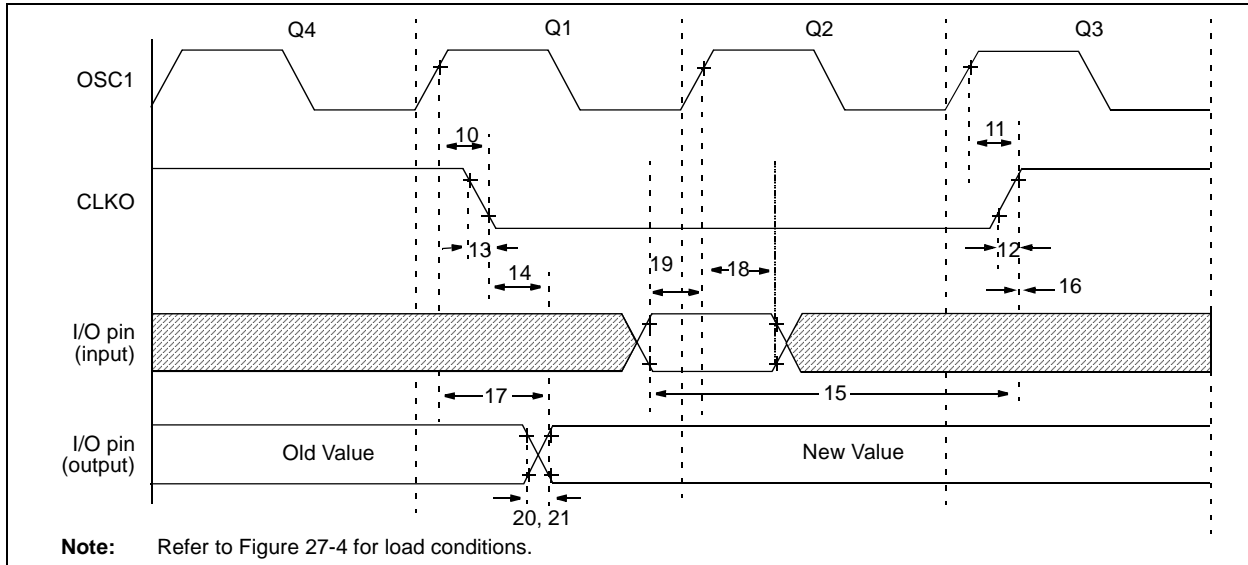 Q4 Q1 Q2 Q3
OSC1
10 11
CLKO
13 12
14 19 18 16
I/O pin
(input)
17 15
I/O pin
(output)
Old Value New Value
20, 21
Note: Refer to Figure 27-4 for load conditions.